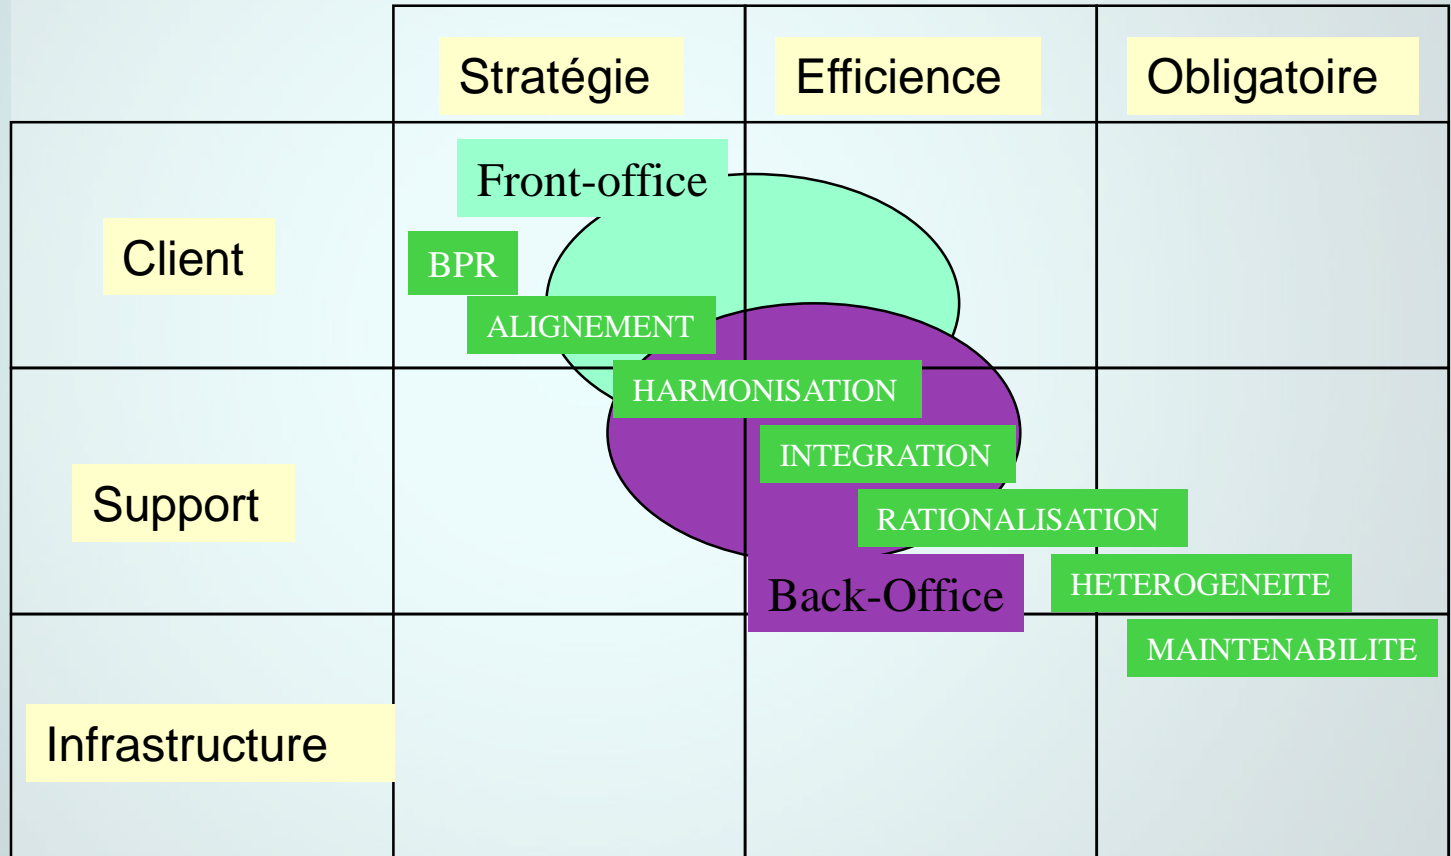 Stratégie
Efficience
Obligatoire
Front-office
Client
BPR
ALIGNEMENT
HARMONISATION
INTEGRATION
Support
RATIONALISATION
HETEROGENEITE
Back-Office
MAINTENABILITE
Infrastructure